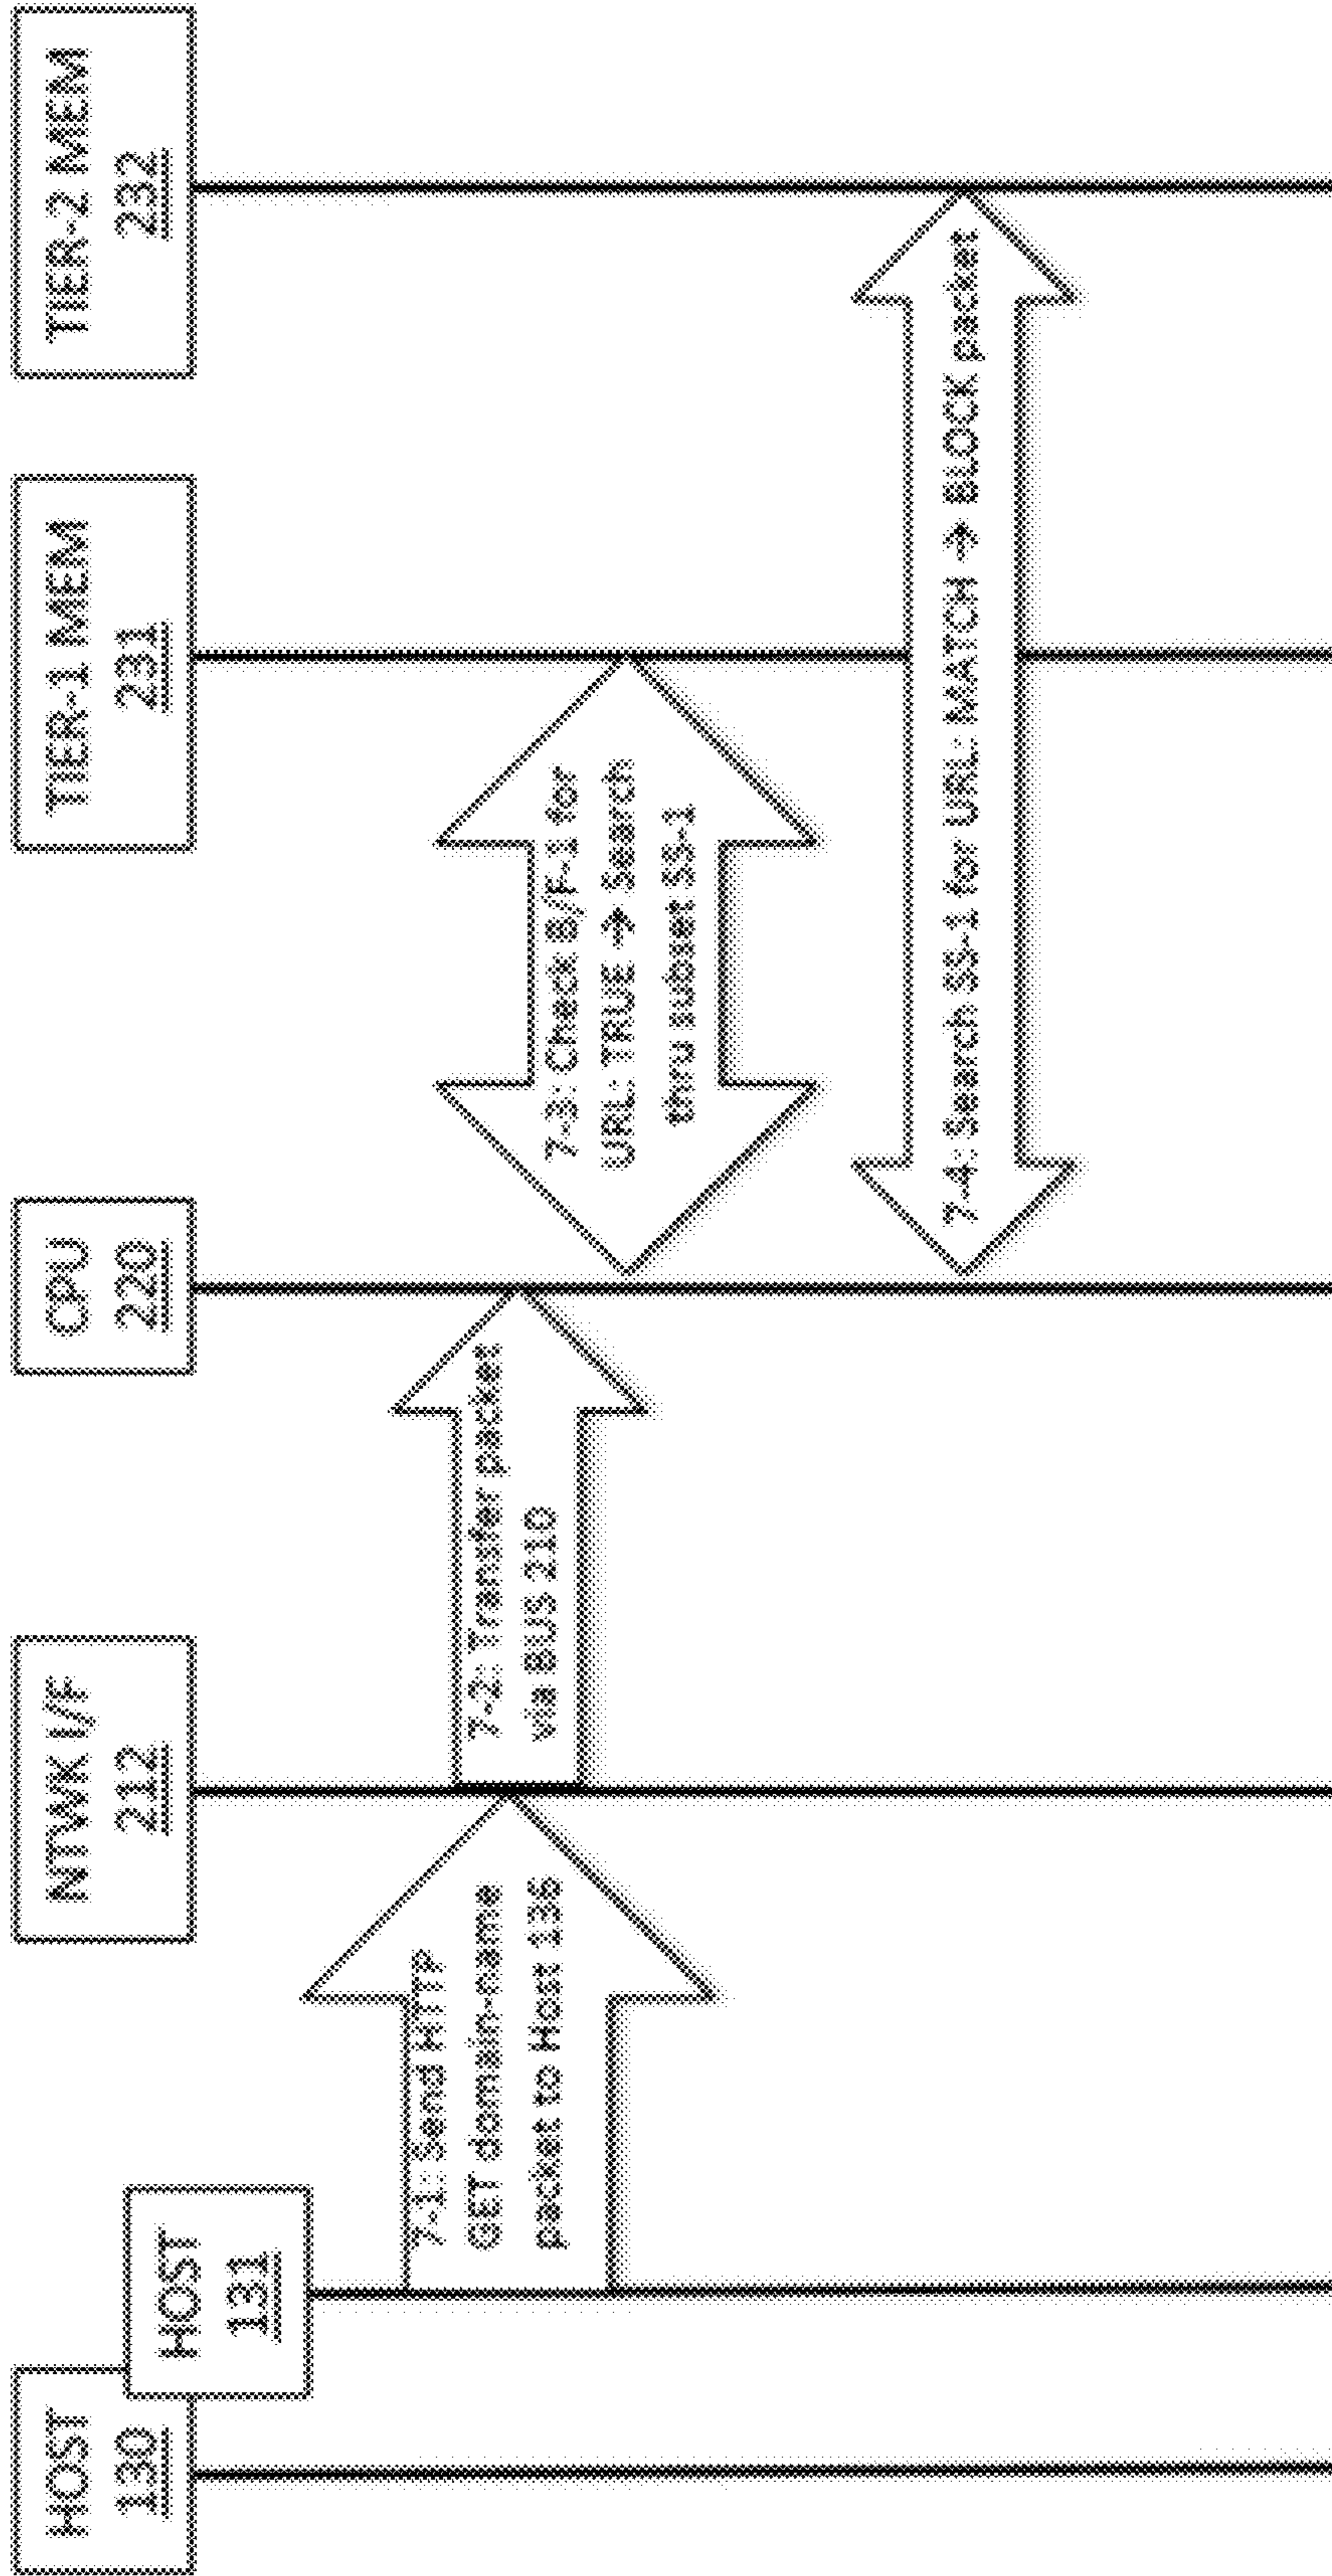 HOST
130
HOST
131
NTWK I/F
212
CPU
220
TIER-1 MEM
231
TIER-2 MEM
232
7-1: Send HTTP
GET domain-name
packet to Host 136
7-2: Transfer packet
via BUS 210
7-3: Check B/F-1 for
URL: TRUE → Search
thru subset SS-1
7-4: Search SS-1 for URL: MATCH → BLOCK packet